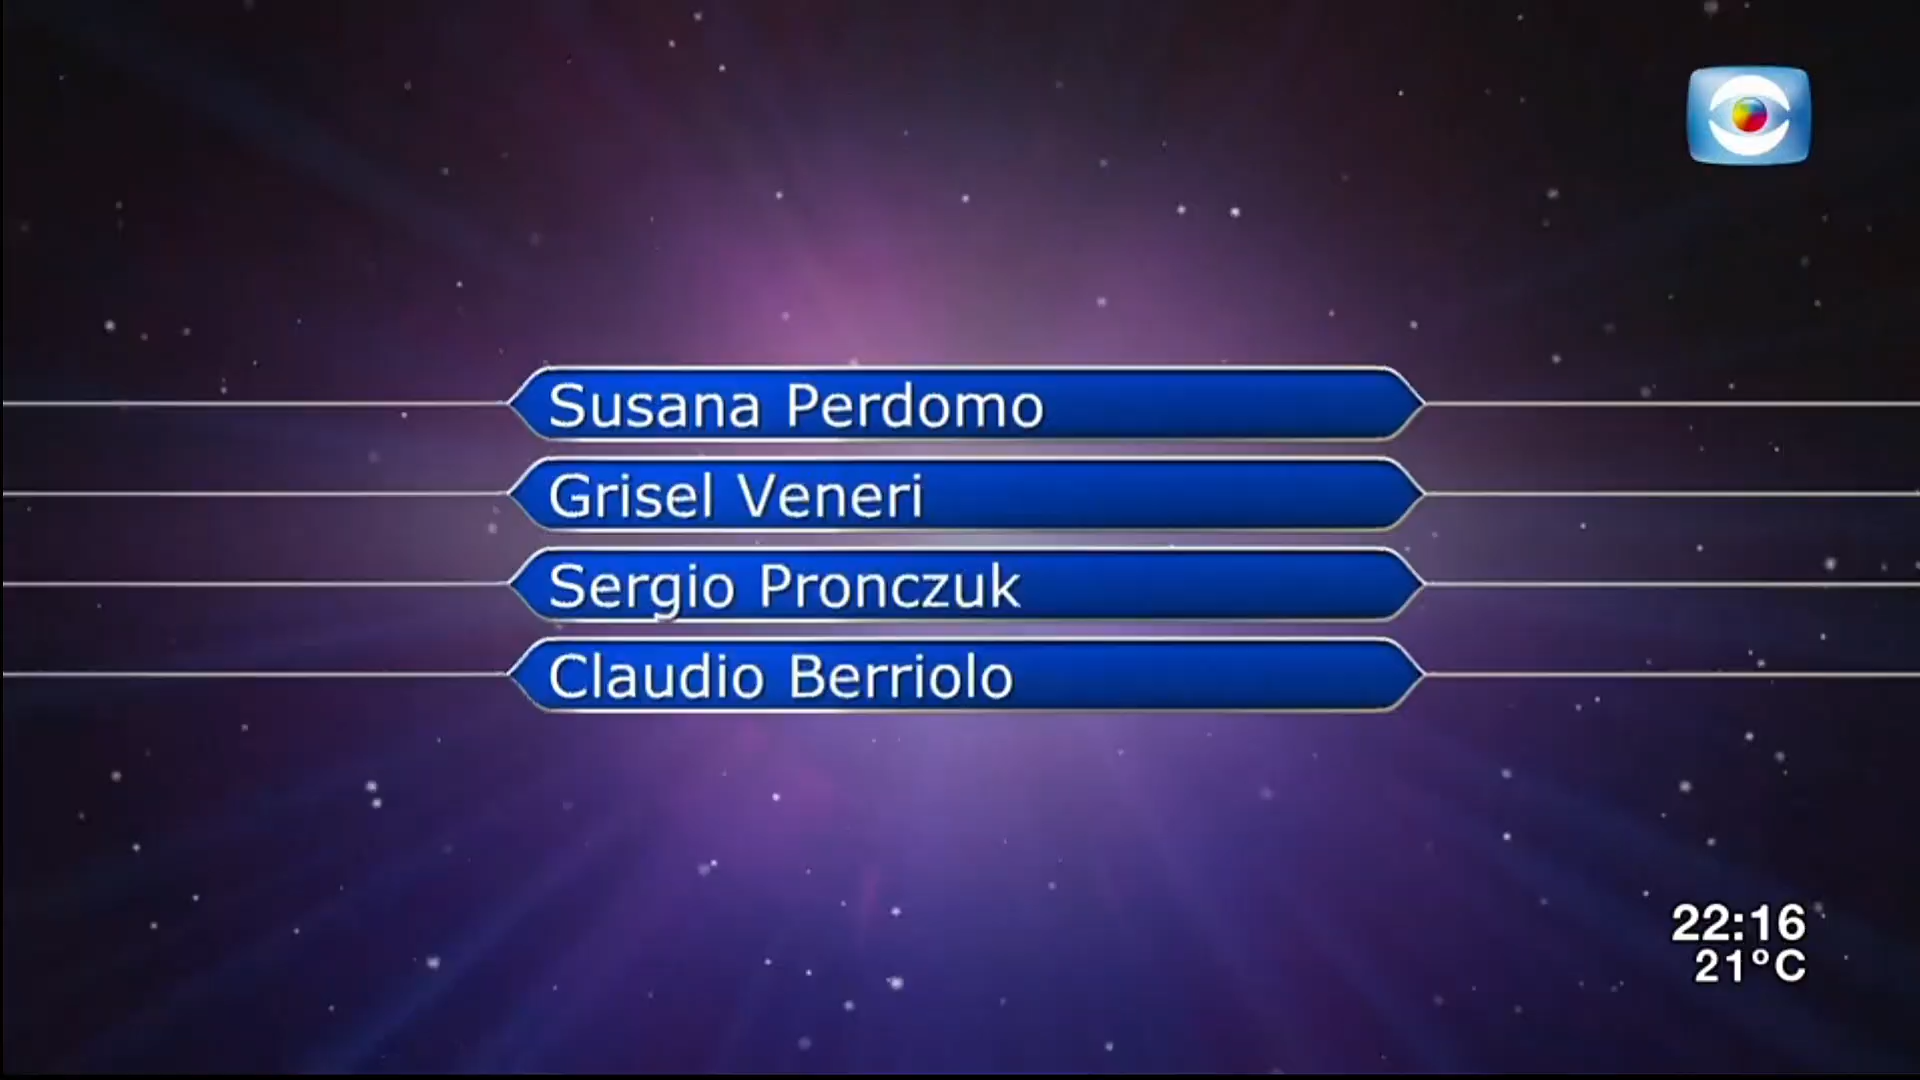 Susana Perdomo
Grisel Veneri
Sergio Pronczuk
Claudio Berriolo
22:16
21°C